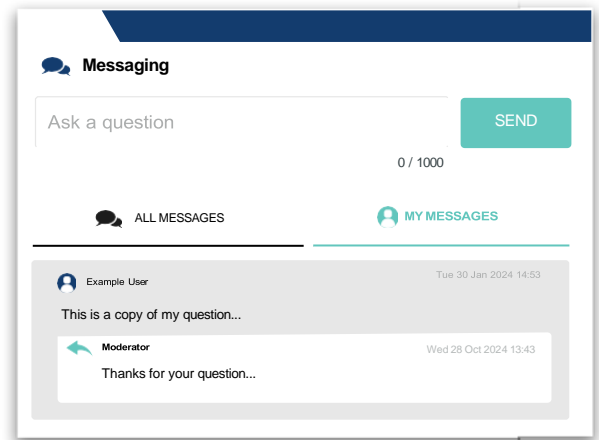 Messaging
Ask a question
SEND
0 / 1000
ALL MESSAGES
MY MESSAGES
Example User
Tue 30 Jan 2024 14:53
This is a copy of my question...
Moderator
Wed 28 Oct 2024 13:43
Thanks for your question...